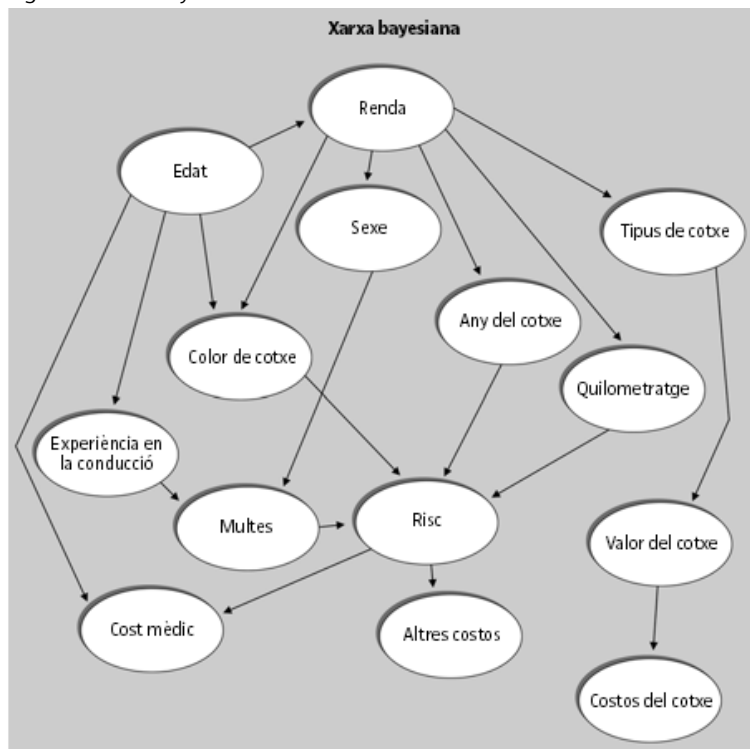 Xarxa bayesiana
Renda
Edat
Sexe
Tipus de cotxe
Any del cotxe
Color de cotxe
Quilometratge
Experiència en
la conducció
Multes
Risc
Valor del cotxe
Cost mèdic
Altres costos
Costos del cotxe